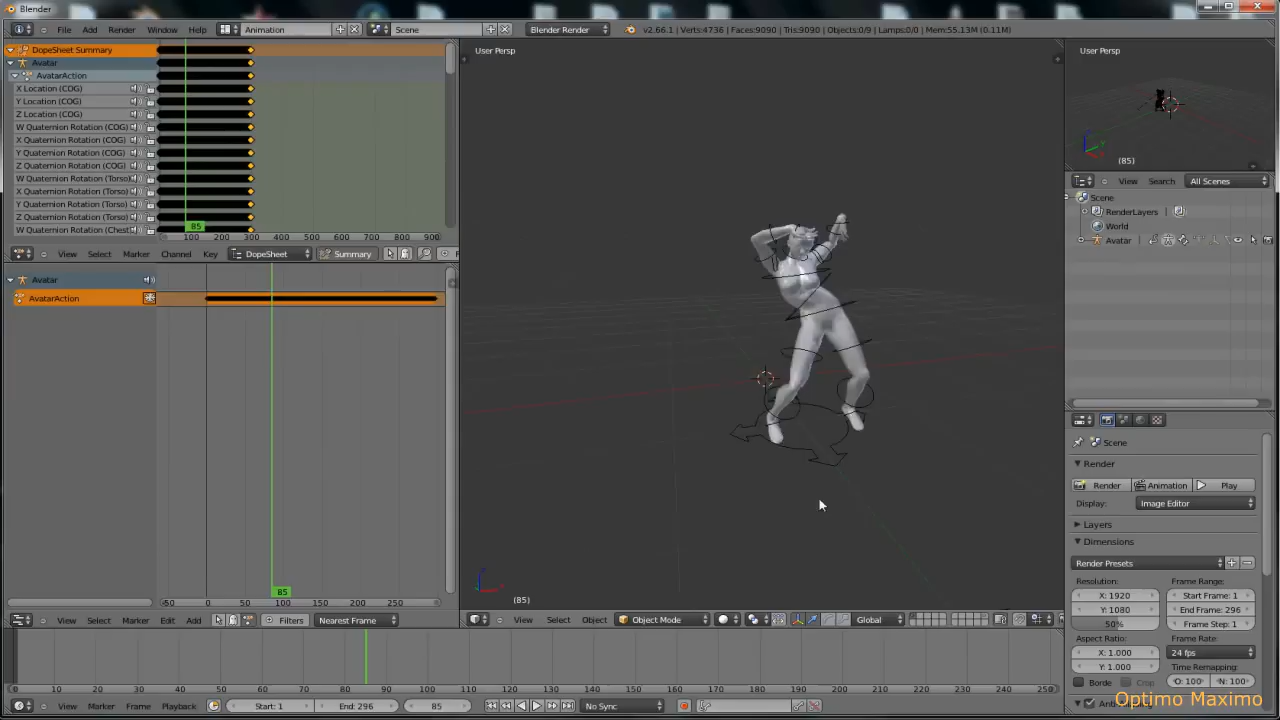 Blender
File Add Render Window Help Animation Scene Blender Render v2.66.1 | Verts:4736 | Faces:9090 | Tris:9090 | Objects:0/9 | Lamps:0/0 | Mem:55.13M (0.11M)
DopeSheet Summary
Avatar
AvatarAction
X Location (COG)
Y Location (COG)
Z Location (COG)
W Quaternion Rotation (COG)
X Quaternion Rotation (COG)
Y Quaternion Rotation (COG)
Z Quaternion Rotation (COG)
W Quaternion Rotation (Torso)
X Quaternion Rotation (Torso)
Y Quaternion Rotation (Torso)
Z Quaternion Rotation (Torso)
W Quaternion Rotation (Chest)
85
100 200 300 400 500 600 700 800 900
View Select Marker Channel Key DopeSheet Summary F
Avatar
AvatarAction
85
-50 0 50 100 150 200 250
View Select Marker Edit Add Filters Nearest Frame
User Persp
(85)
View Select Object Object Mode Global
User Persp
(85)
View Search All Scenes
Scene
RenderLayers
World
Avatar
Scene
Render
Render Animation Play
Display: Image Editor
Layers
Dimensions
Render Presets
Resolution: Frame Range:
X: 1920 Start Frame: 1
Y: 1080 End Frame: 296
50% Frame Step: 1
Aspect Ratio: Frame Rate:
X: 1.000 24 fps
Y: 1.000 Time Remapping:
Borde Crop O: 100 N: 100
0 10 20 30 40 50 60 70 80 90 100 110 120 130 140 150 160 170 180 190 200 210 220 230 240 250
View Marker Frame Playback Start: 1 End: 296 85 No Sync
Optimo Maximo